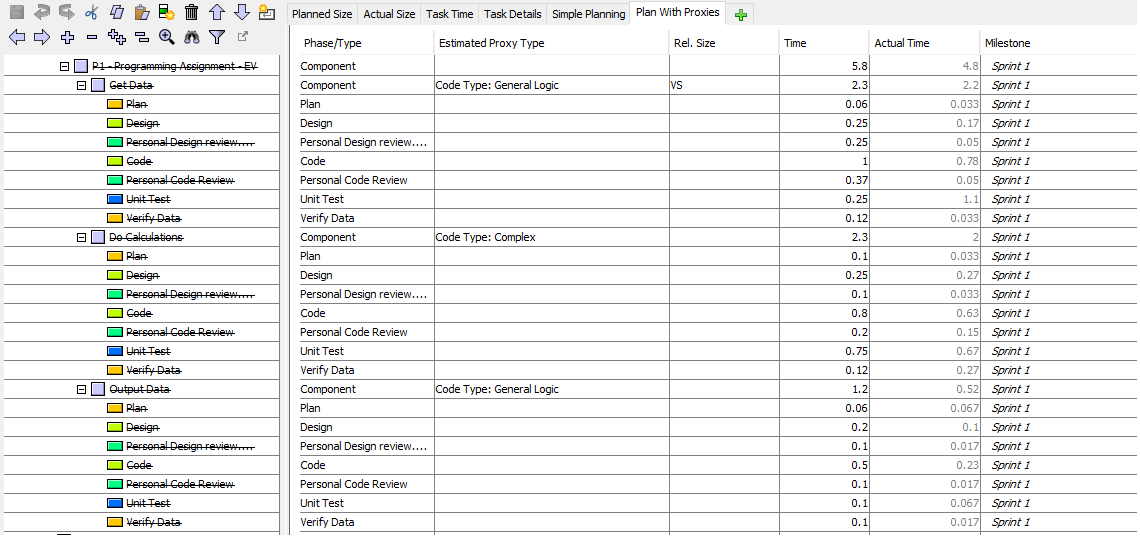 Planned Size Actual Size Task Time Task Details Simple Planning Plan With Proxies
Phase/Type Estimated Proxy Type Rel. Size Time Actual Time Milestone
P1 - Programming Assignment - EV Component 5.8 4.8 Sprint 1
Get Data Component Code Type: General Logic VS 2.3 2.2 Sprint 1
Plan Plan 0.06 0.033 Sprint 1
Design Design 0.25 0.17 Sprint 1
Personal Design review.... Personal Design review.... 0.25 0.05 Sprint 1
Code Code 1 0.78 Sprint 1
Personal Code Review Personal Code Review 0.37 0.05 Sprint 1
Unit Test Unit Test 0.25 1.1 Sprint 1
Verify Data Verify Data 0.12 0.033 Sprint 1
Do Calculations Component Code Type: Complex 2.3 2 Sprint 1
Plan Plan 0.1 0.033 Sprint 1
Design Design 0.25 0.27 Sprint 1
Personal Design review.... Personal Design review.... 0.1 0.033 Sprint 1
Code Code 0.8 0.63 Sprint 1
Personal Code Review Personal Code Review 0.2 0.15 Sprint 1
Unit Test Unit Test 0.75 0.67 Sprint 1
Verify Data Verify Data 0.12 0.27 Sprint 1
Output Data Component Code Type: General Logic 1.2 0.52 Sprint 1
Plan Plan 0.06 0.067 Sprint 1
Design Design 0.2 0.1 Sprint 1
Personal Design review.... Personal Design review.... 0.1 0.017 Sprint 1
Code Code 0.5 0.23 Sprint 1
Personal Code Review Personal Code Review 0.1 0.017 Sprint 1
Unit Test Unit Test 0.1 0.067 Sprint 1
Verify Data Verify Data 0.1 0.017 Sprint 1